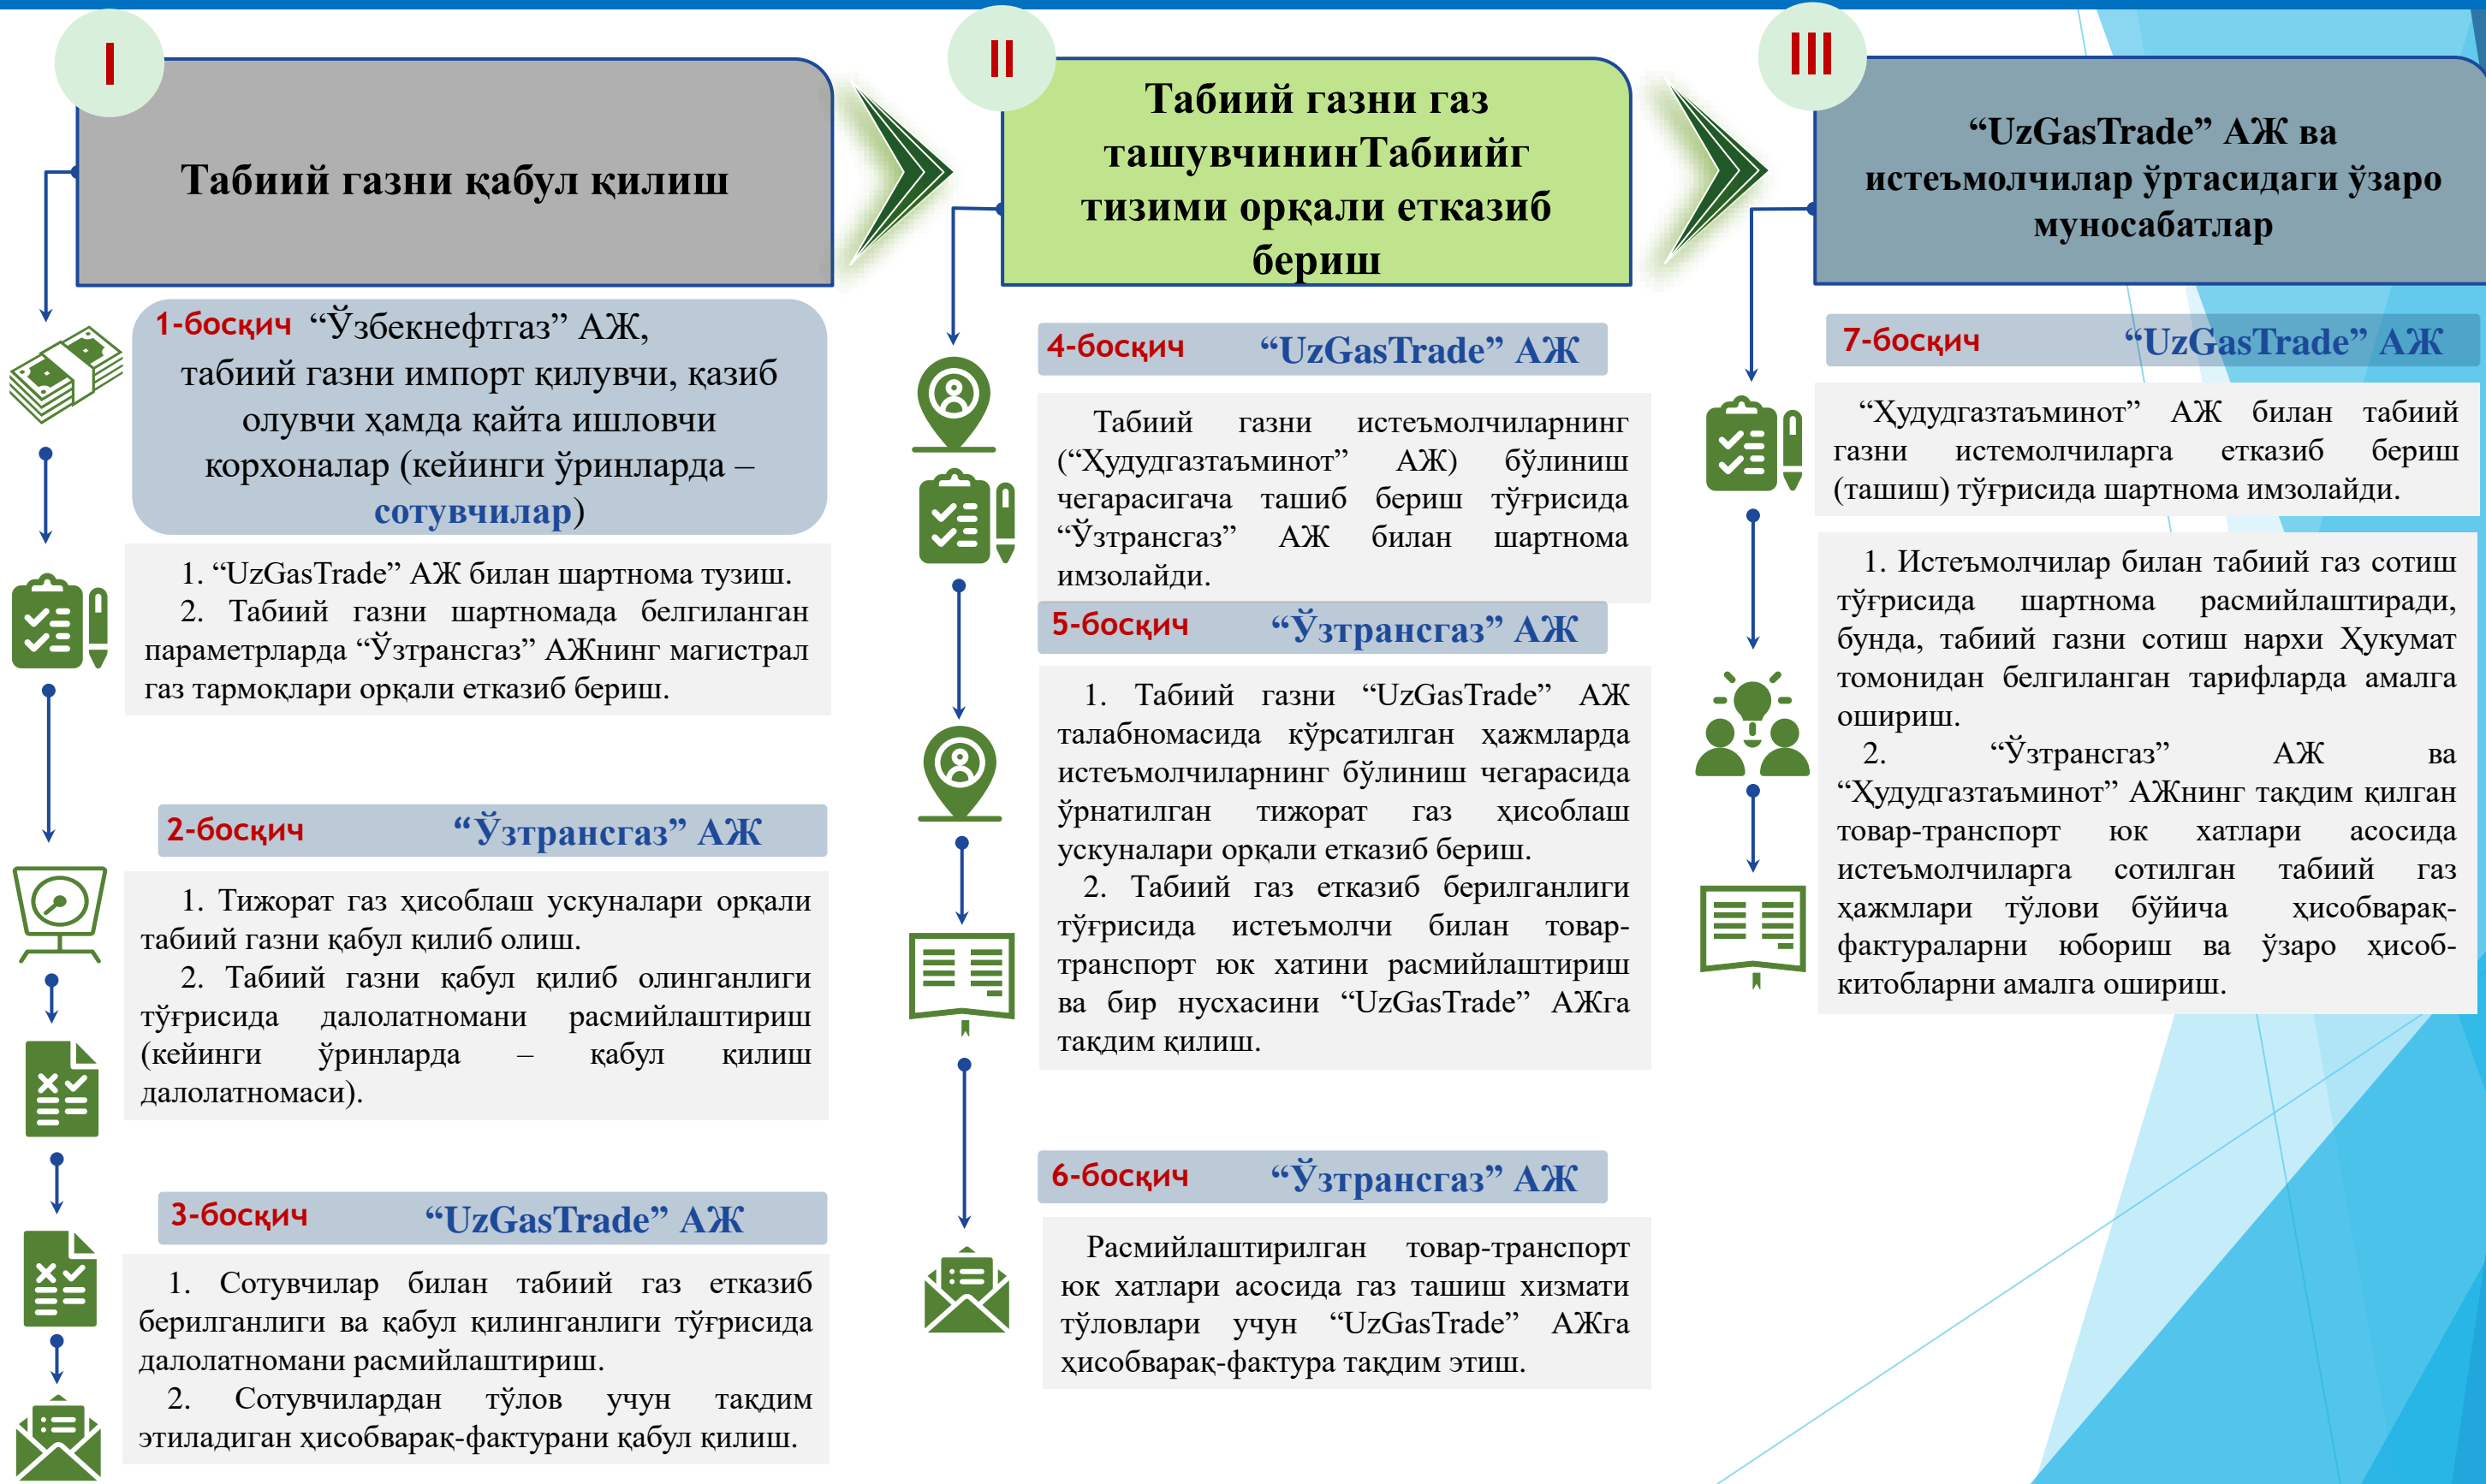 I
Табиий газни қабул қилиш
1-босқич “Ўзбекнефтгаз” АЖ,
табиий газни импорт қилувчи, қазиб
олувчи ҳамда қайта ишловчи
корхоналар (кейинги ўринларда –
сотувчилар)
1. “UzGasTrade” АЖ билан шартнома тузиш.
2. Табиий газни шартномада белгиланган
параметрларда “Ўзтрансгаз” АЖнинг магистрал
газ тармоқлари орқали етказиб бериш.
2-босқич “Ўзтрансгаз” АЖ
1. Тижорат газ ҳисоблаш ускуналари орқали
табиий газни қабул қилиб олиш.
2. Табиий газни қабул қилиб олинганлиги
тўғрисида далолатномани расмийлаштириш
(кейинги ўринларда – қабул қилиш
далолатномаси).
3-босқич “UzGasTrade” АЖ
1. Сотувчилар билан табиий газ етказиб
берилганлиги ва қабул қилинганлиги тўғрисида
далолатномани расмийлаштириш.
2. Сотувчилардан тўлов учун тақдим
этиладиган ҳисобварақ-фактурани қабул қилиш.
II
Табиий газни газ
ташувчининТабиийг
тизими орқали етказиб
бериш
4-босқич “UzGasTrade” АЖ
Табиий газни истеъмолчиларнинг
(“Ҳудудгазтаъминот” АЖ) бўлиниш
чегарасигача ташиб бериш тўғрисида
“Ўзтрансгаз” АЖ билан шартнома
имзолайди.
5-босқич “Ўзтрансгаз” АЖ
1. Табиий газни “UzGasTrade” АЖ
талабномасида кўрсатилган ҳажмларда
истеъмолчиларнинг бўлиниш чегарасида
ўрнатилган тижорат газ ҳисоблаш
ускуналари орқали етказиб бериш.
2. Табиий газ етказиб берилганлиги
тўғрисида истеъмолчи билан товар-
транспорт юк хатини расмийлаштириш
ва бир нусхасини “UzGasTrade” АЖга
тақдим қилиш.
6-босқич “Ўзтрансгаз” АЖ
Расмийлаштирилган товар-транспорт
юк хатлари асосида газ ташиш хизмати
тўловлари учун “UzGasTrade” АЖга
ҳисобварақ-фактура тақдим этиш.
III
“UzGasTrade” АЖ ва
истеъмолчилар ўртасидаги ўзаро
муносабатлар
7-босқич “UzGasTrade” АЖ
“Ҳудудгазтаъминот” АЖ билан табиий
газни истемолчиларга етказиб бериш
(ташиш) тўғрисида шартнома имзолайди.
1. Истеъмолчилар билан табиий газ сотиш
тўғрисида шартнома расмийлаштиради,
бунда, табиий газни сотиш нархи Ҳукумат
томонидан белгиланган тарифларда амалга
ошириш.
2. “Ўзтрансгаз” АЖ ва
“Ҳудудгазтаъминот” АЖнинг тақдим қилган
товар-транспорт юк хатлари асосида
истеъмолчиларга сотилган табиий газ
ҳажмлари тўлови бўйича ҳисобварақ-
фактураларни юбориш ва ўзаро ҳисоб-
китобларни амалга ошириш.